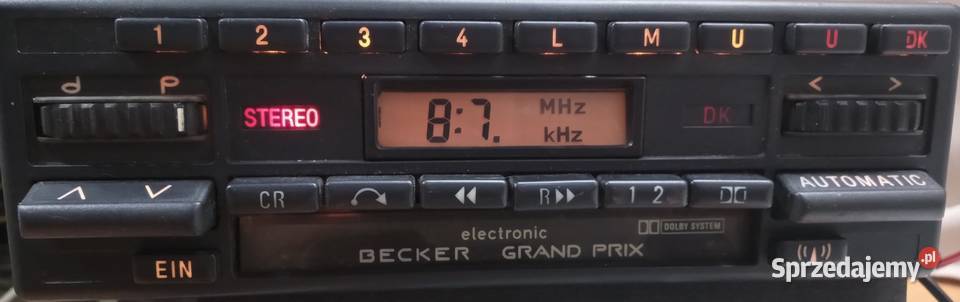 1 2 3 4 L M U U DK
d p < >
STEREO 8:7. MHz kHz DK
CR R 1 2 AUTOMATIC
electronic DOLBY SYSTEM
BECKER GRAND PRIX
EIN
Sprzedajemy.pl